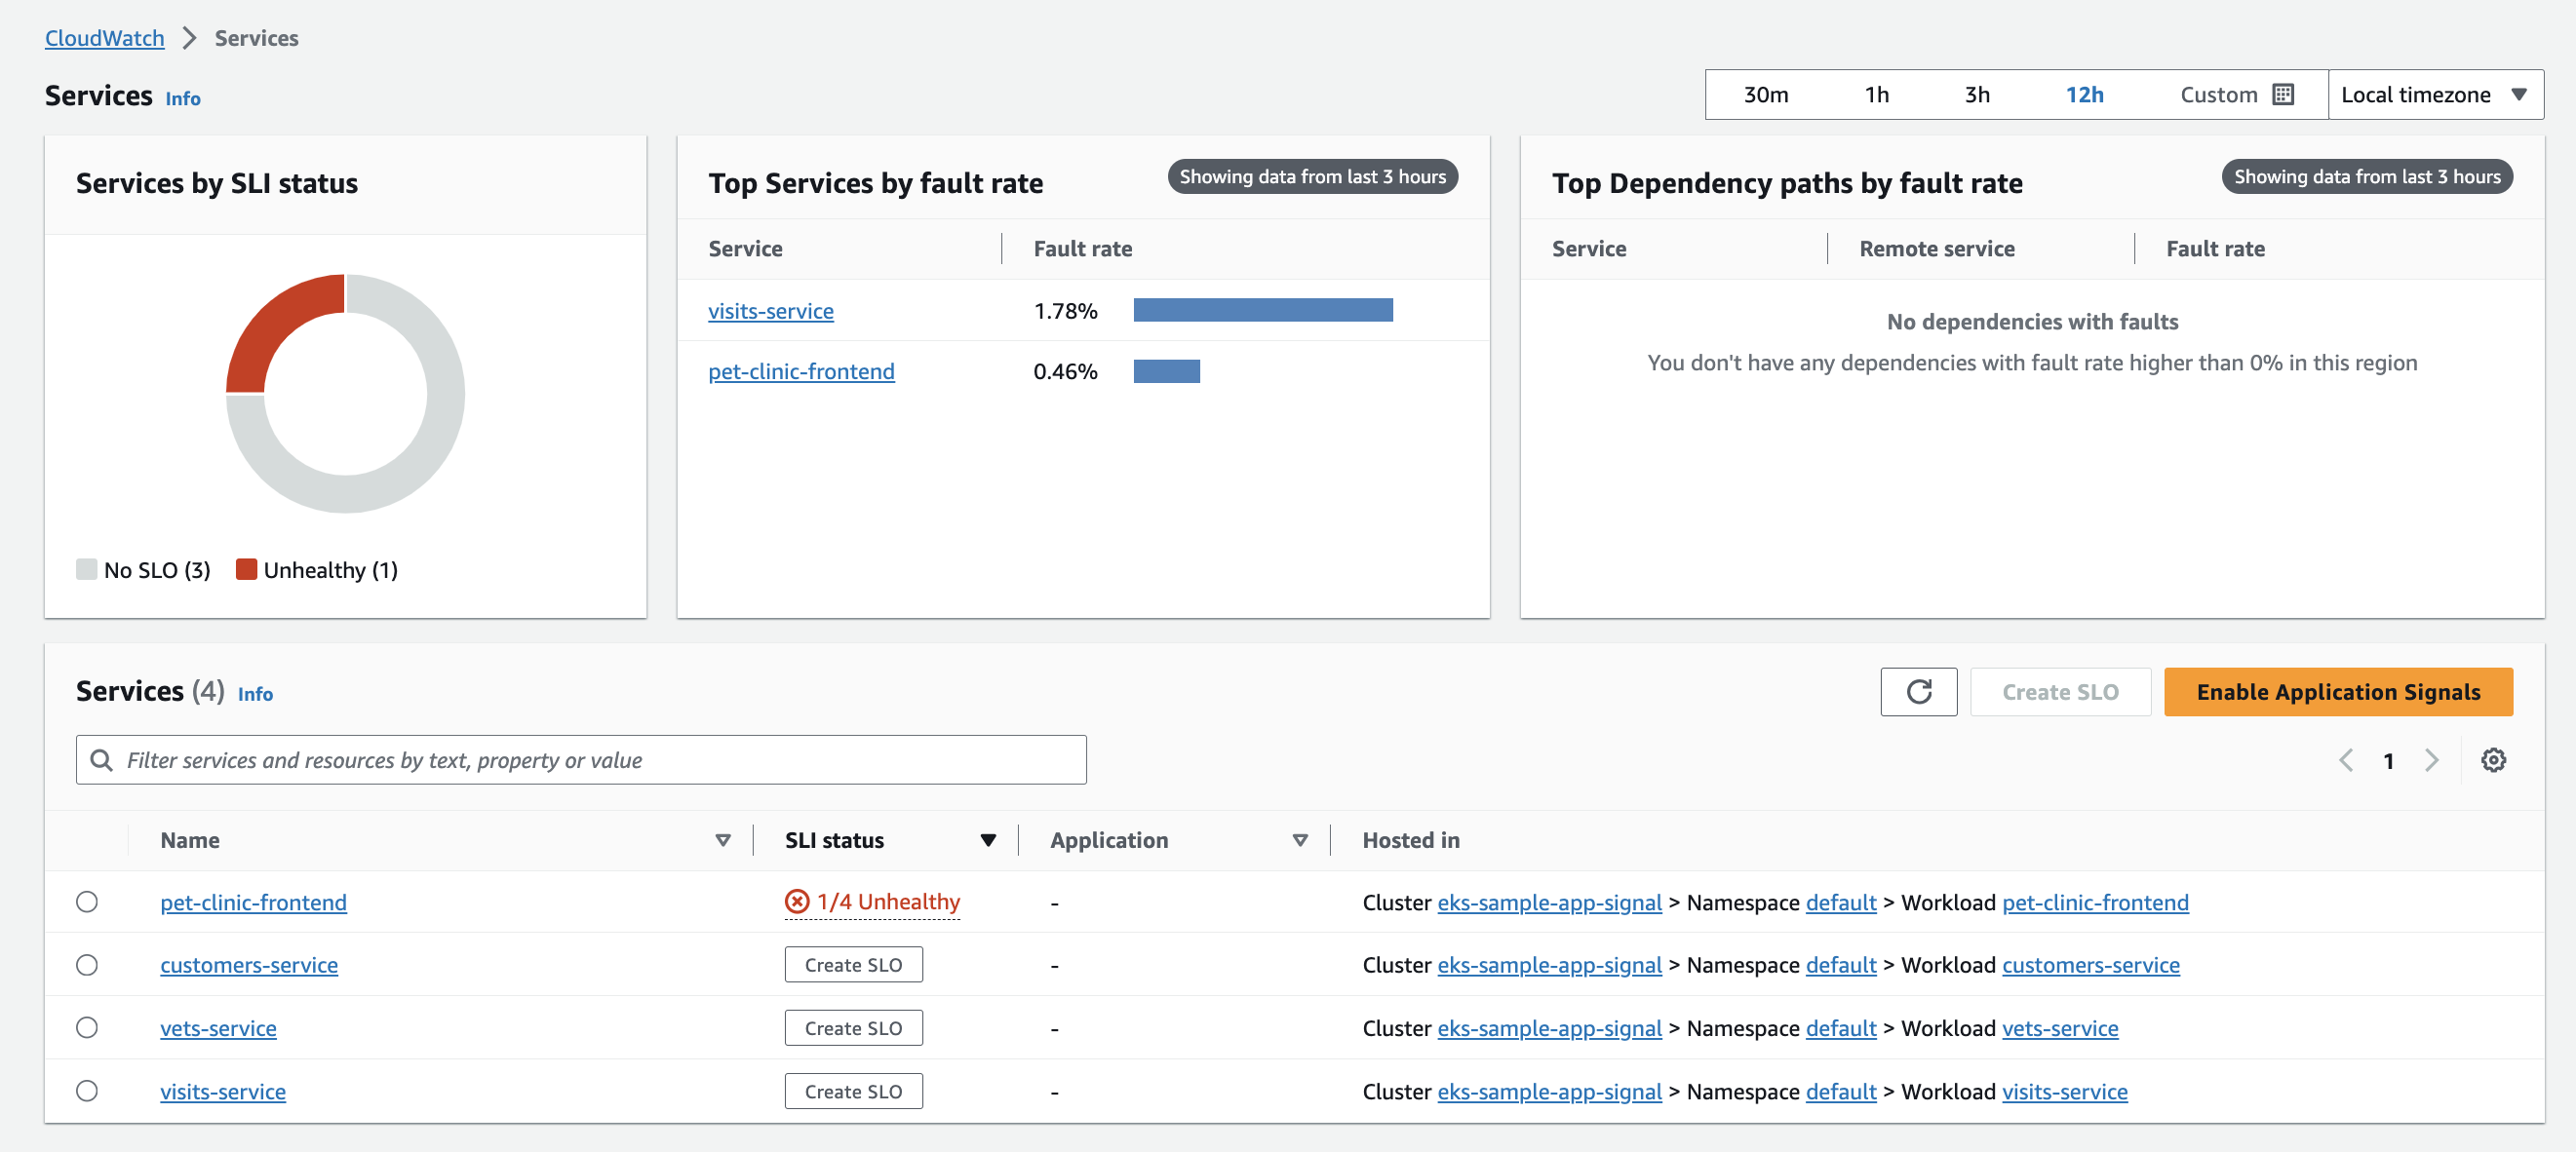 CloudWatch > Services
Services Info
30m 1h 3h 12h Custom Local timezone
Services by SLI status
No SLO (3) Unhealthy (1)
Top Services by fault rate Showing data from last 3 hours
Service Fault rate
visits-service 1.78%
pet-clinic-frontend 0.46%
Top Dependency paths by fault rate Showing data from last 3 hours
Service Remote service Fault rate
No dependencies with faults
You don't have any dependencies with fault rate higher than 0% in this region
Services (4) Info
Create SLO Enable Application Signals
Filter services and resources by text, property or value
1
Name SLI status Application Hosted in
pet-clinic-frontend 1/4 Unhealthy - Cluster eks-sample-app-signal > Namespace default > Workload pet-clinic-frontend
customers-service Create SLO - Cluster eks-sample-app-signal > Namespace default > Workload customers-service
vets-service Create SLO - Cluster eks-sample-app-signal > Namespace default > Workload vets-service
visits-service Create SLO - Cluster eks-sample-app-signal > Namespace default > Workload visits-service